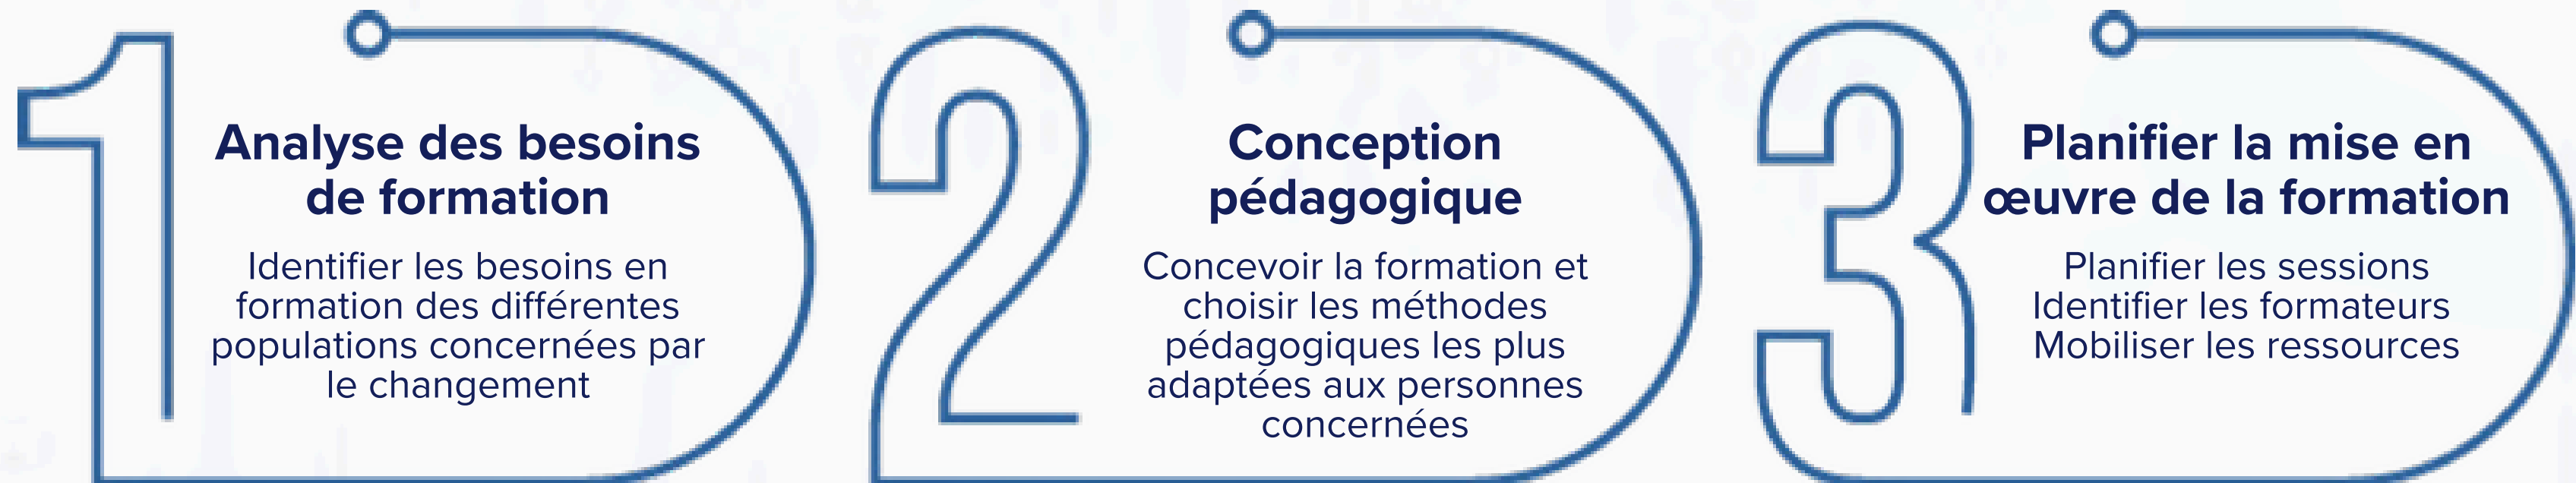 1
Analyse des besoins
de formation
Identifier les besoins en
formation des différentes
populations concernées par
le changement
2
Conception
pédagogique
Concevoir la formation et
choisir les méthodes
pédagogiques les plus
adaptées aux personnes
concernées
3
Planifier la mise en
œuvre de la formation
Planifier les sessions
Identifier les formateurs
Mobiliser les ressources